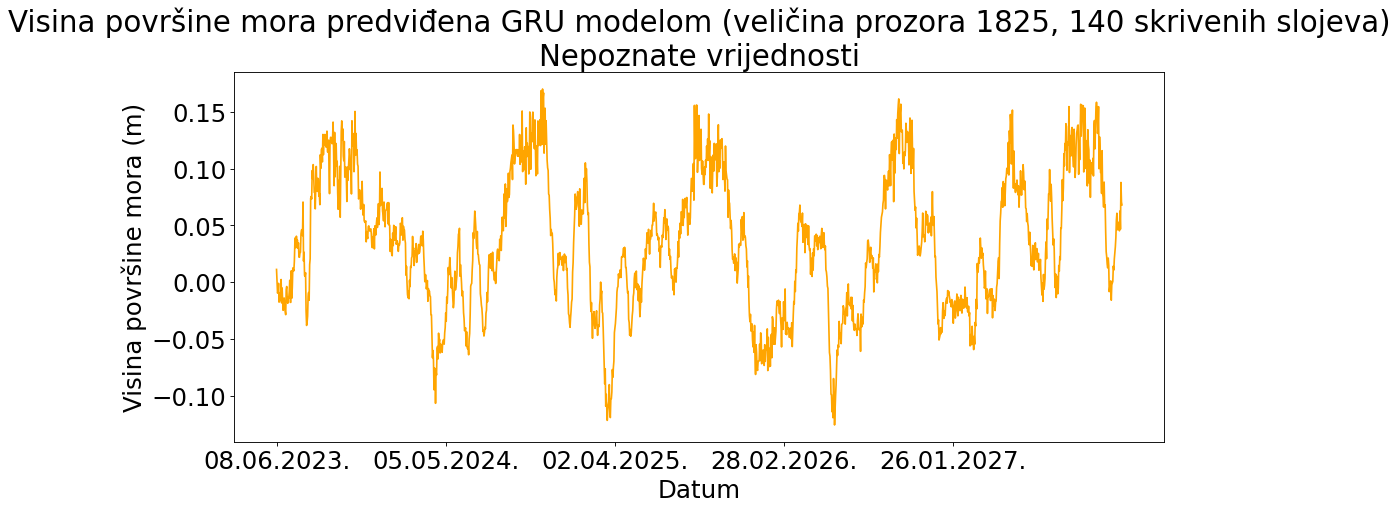 Visina površine mora predviđena GRU modelom (veličina prozora 1825, 140 skrivenih slojeva)
Nepoznate vrijednosti
Visina površine mora (m)
0.15
0.10
0.05
0.00
−0.05
−0.10
08.06.2023. 05.05.2024. 02.04.2025. 28.02.2026. 26.01.2027.
Datum